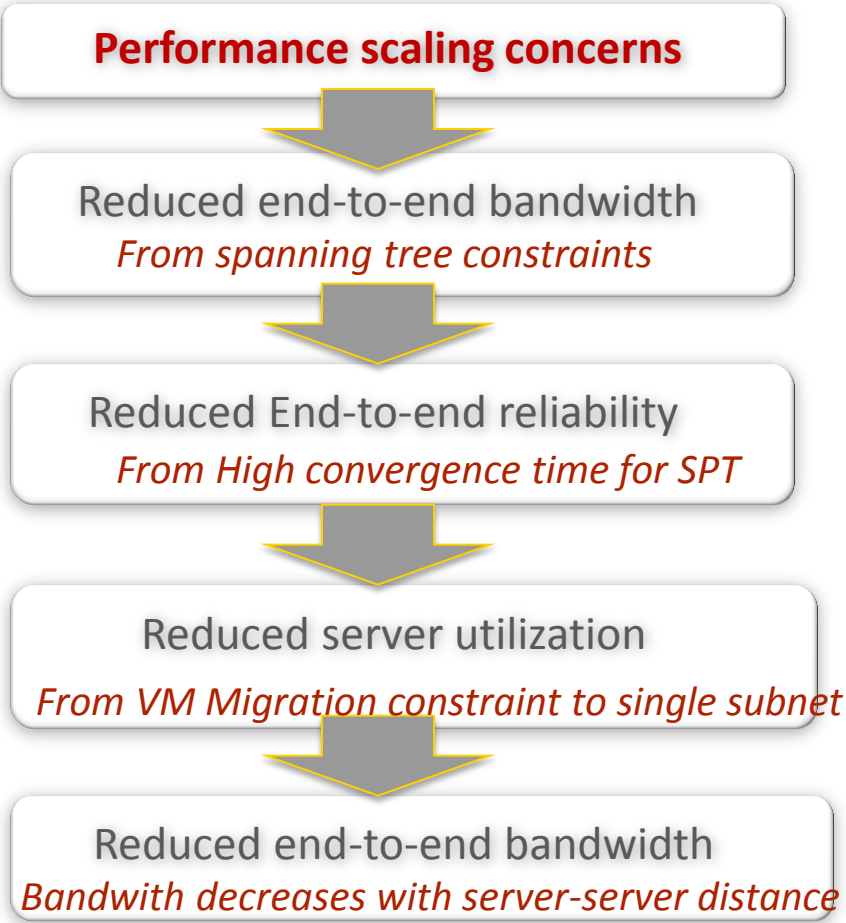 Performance scaling concerns
Reduced end-to-end bandwidth
From spanning tree constraints
Reduced End-to-end reliability
From High convergence time for SPT
Reduced server utilization
From VM Migration constraint to single subnet
Reduced end-to-end bandwidth
Bandwith decreases with server-server distance